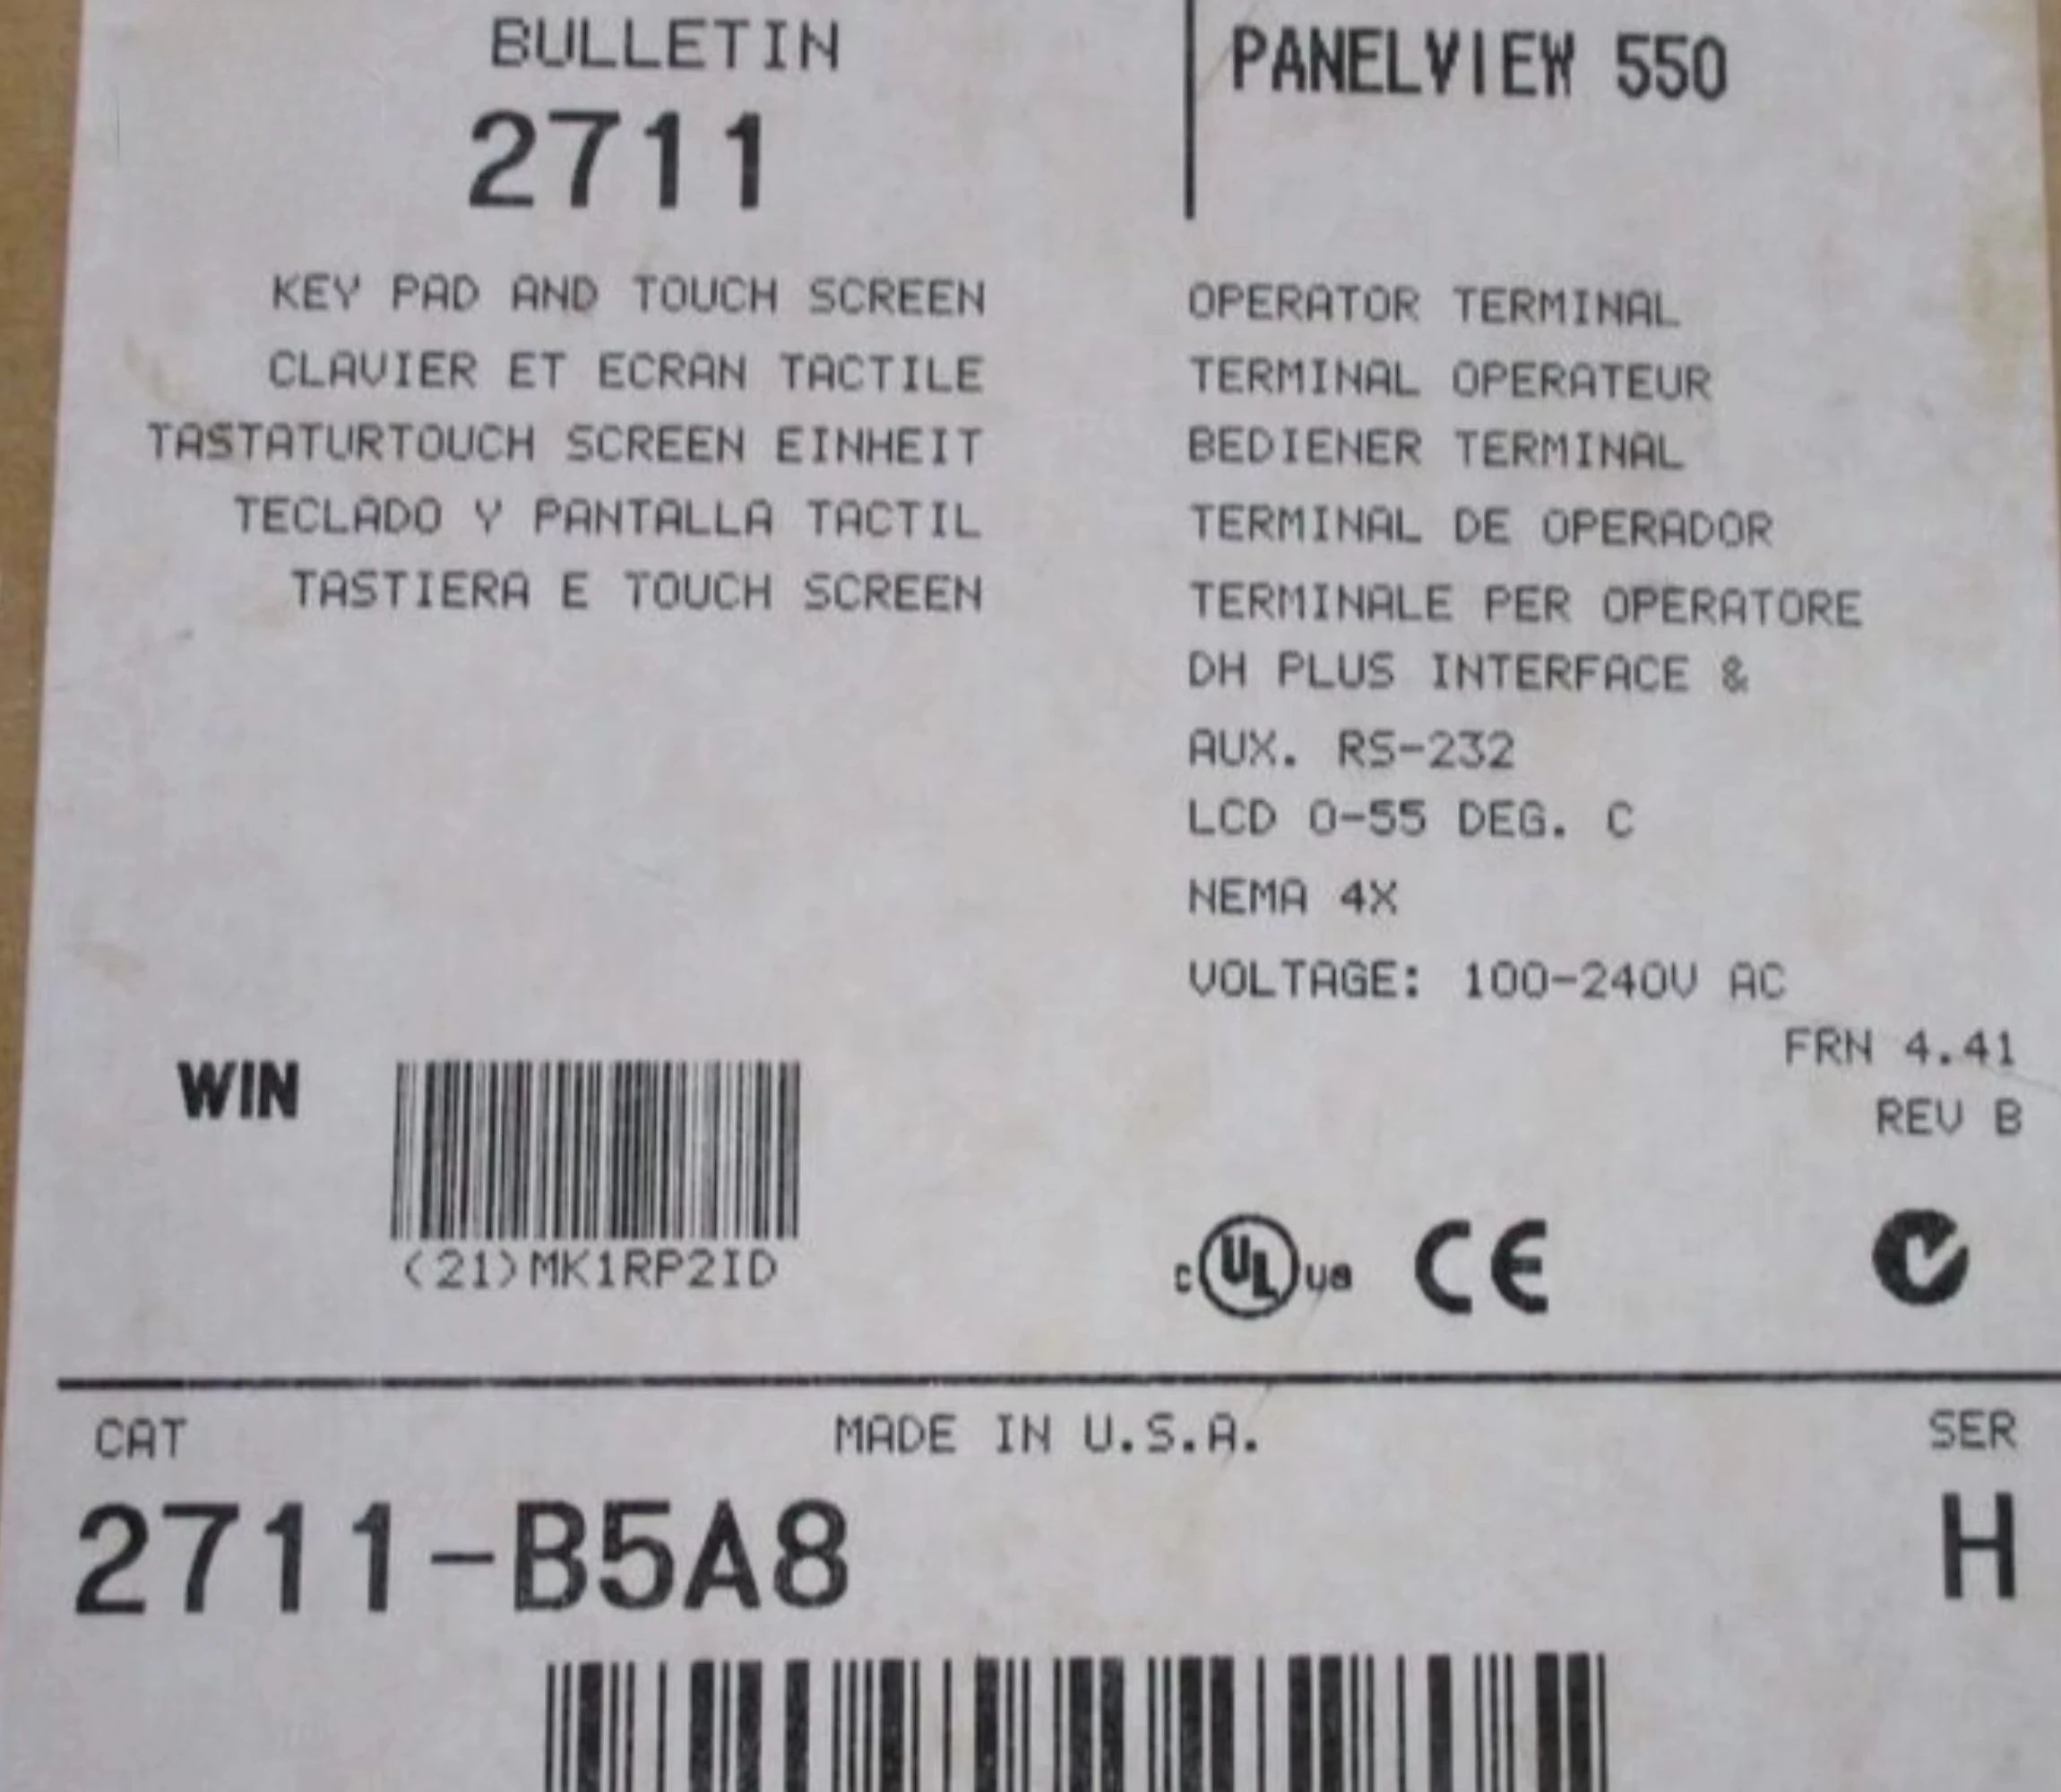 BULLETIN
2711
PANELVIEW 550
KEY PAD AND TOUCH SCREEN
CLAVIER ET ECRAN TACTILE
TASTATURTOUCH SCREEN EINHEIT
TECLADO Y PANTALLA TACTIL
TASTIERA E TOUCH SCREEN
OPERATOR TERMINAL
TERMINAL OPERATEUR
BEDIENER TERMINAL
TERMINAL DE OPERADOR
TERMINALE PER OPERATORE
DH PLUS INTERFACE &
AUX. RS-232
LCD 0-55 DEG. C
NEMA 4X
VOLTAGE: 100-240V AC
FRN 4.41
REV B
WIN
(21)MK1RP2ID
c UL us CE
CAT
MADE IN U.S.A.
SER
2711-B5A8
H